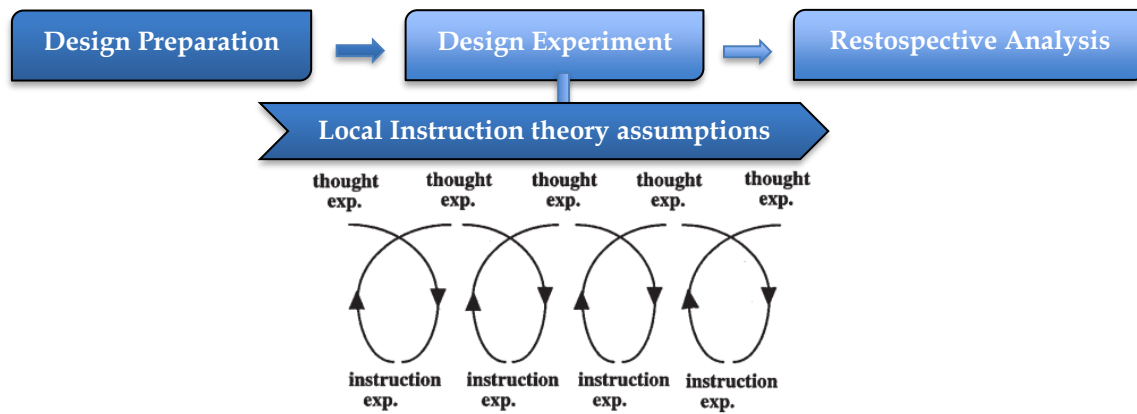 Design Preparation
Design Experiment
Restospective Analysis
Local Instruction theory assumptions
thought thought thought thought thought
exp. exp. exp. exp. exp.
instruction instruction instruction instruction
exp. exp. exp. exp.